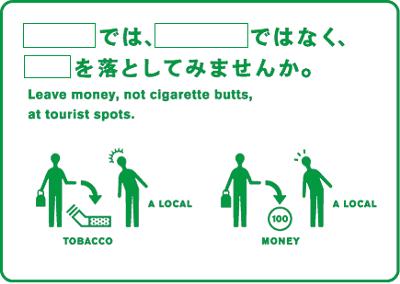 では、ではなく、
を落としてみませんか。
Leave money, not cigarette butts,
at tourist spots.
A LOCAL
100
A LOCAL
TOBACCO
MONEY